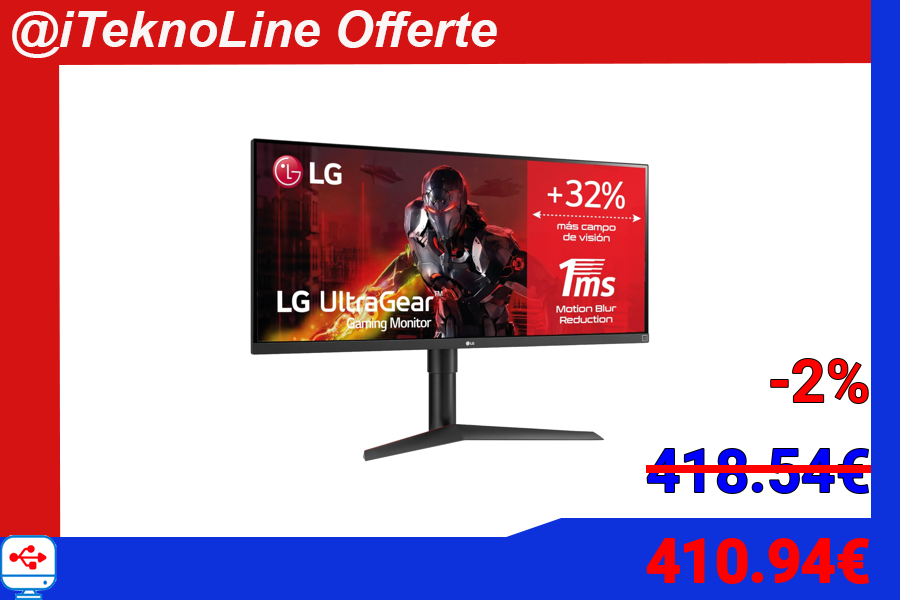 @iTeknoLine Offerte
LG
+32%
más campo
de visión
1ms
Motion Blur
Reduction
LG UltraGear™
Gaming Monitor
LG
-2%
418.54€
410.94€